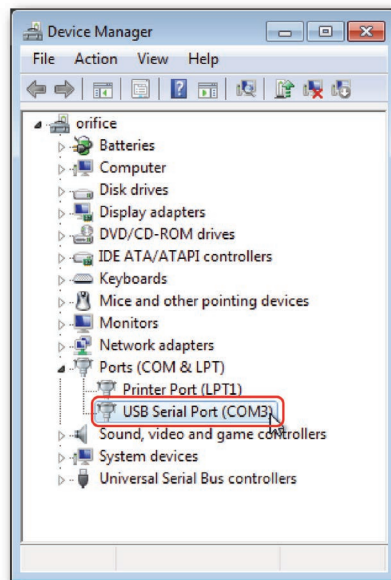 Device Manager
File Action View Help
orifice
Batteries
Computer
Disk drives
Display adapters
DVD/CD-ROM drives
IDE ATA/ATAPI controllers
Keyboards
Mice and other pointing devices
Monitors
Network adapters
Ports (COM & LPT)
Printer Port (LPT1)
USB Serial Port (COM3)
Sound, video and game controllers
System devices
Universal Serial Bus controllers